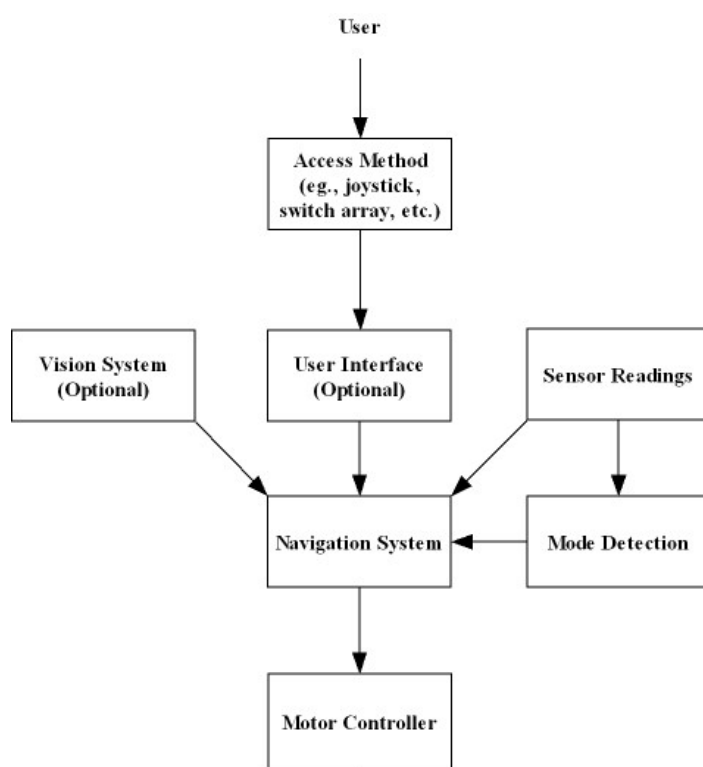 User
Access Method
(eg., joystick,
switch array, etc.)
Vision System
(Optional)
User Interface
(Optional)
Sensor Readings
Navigation System
Mode Detection
Motor Controller